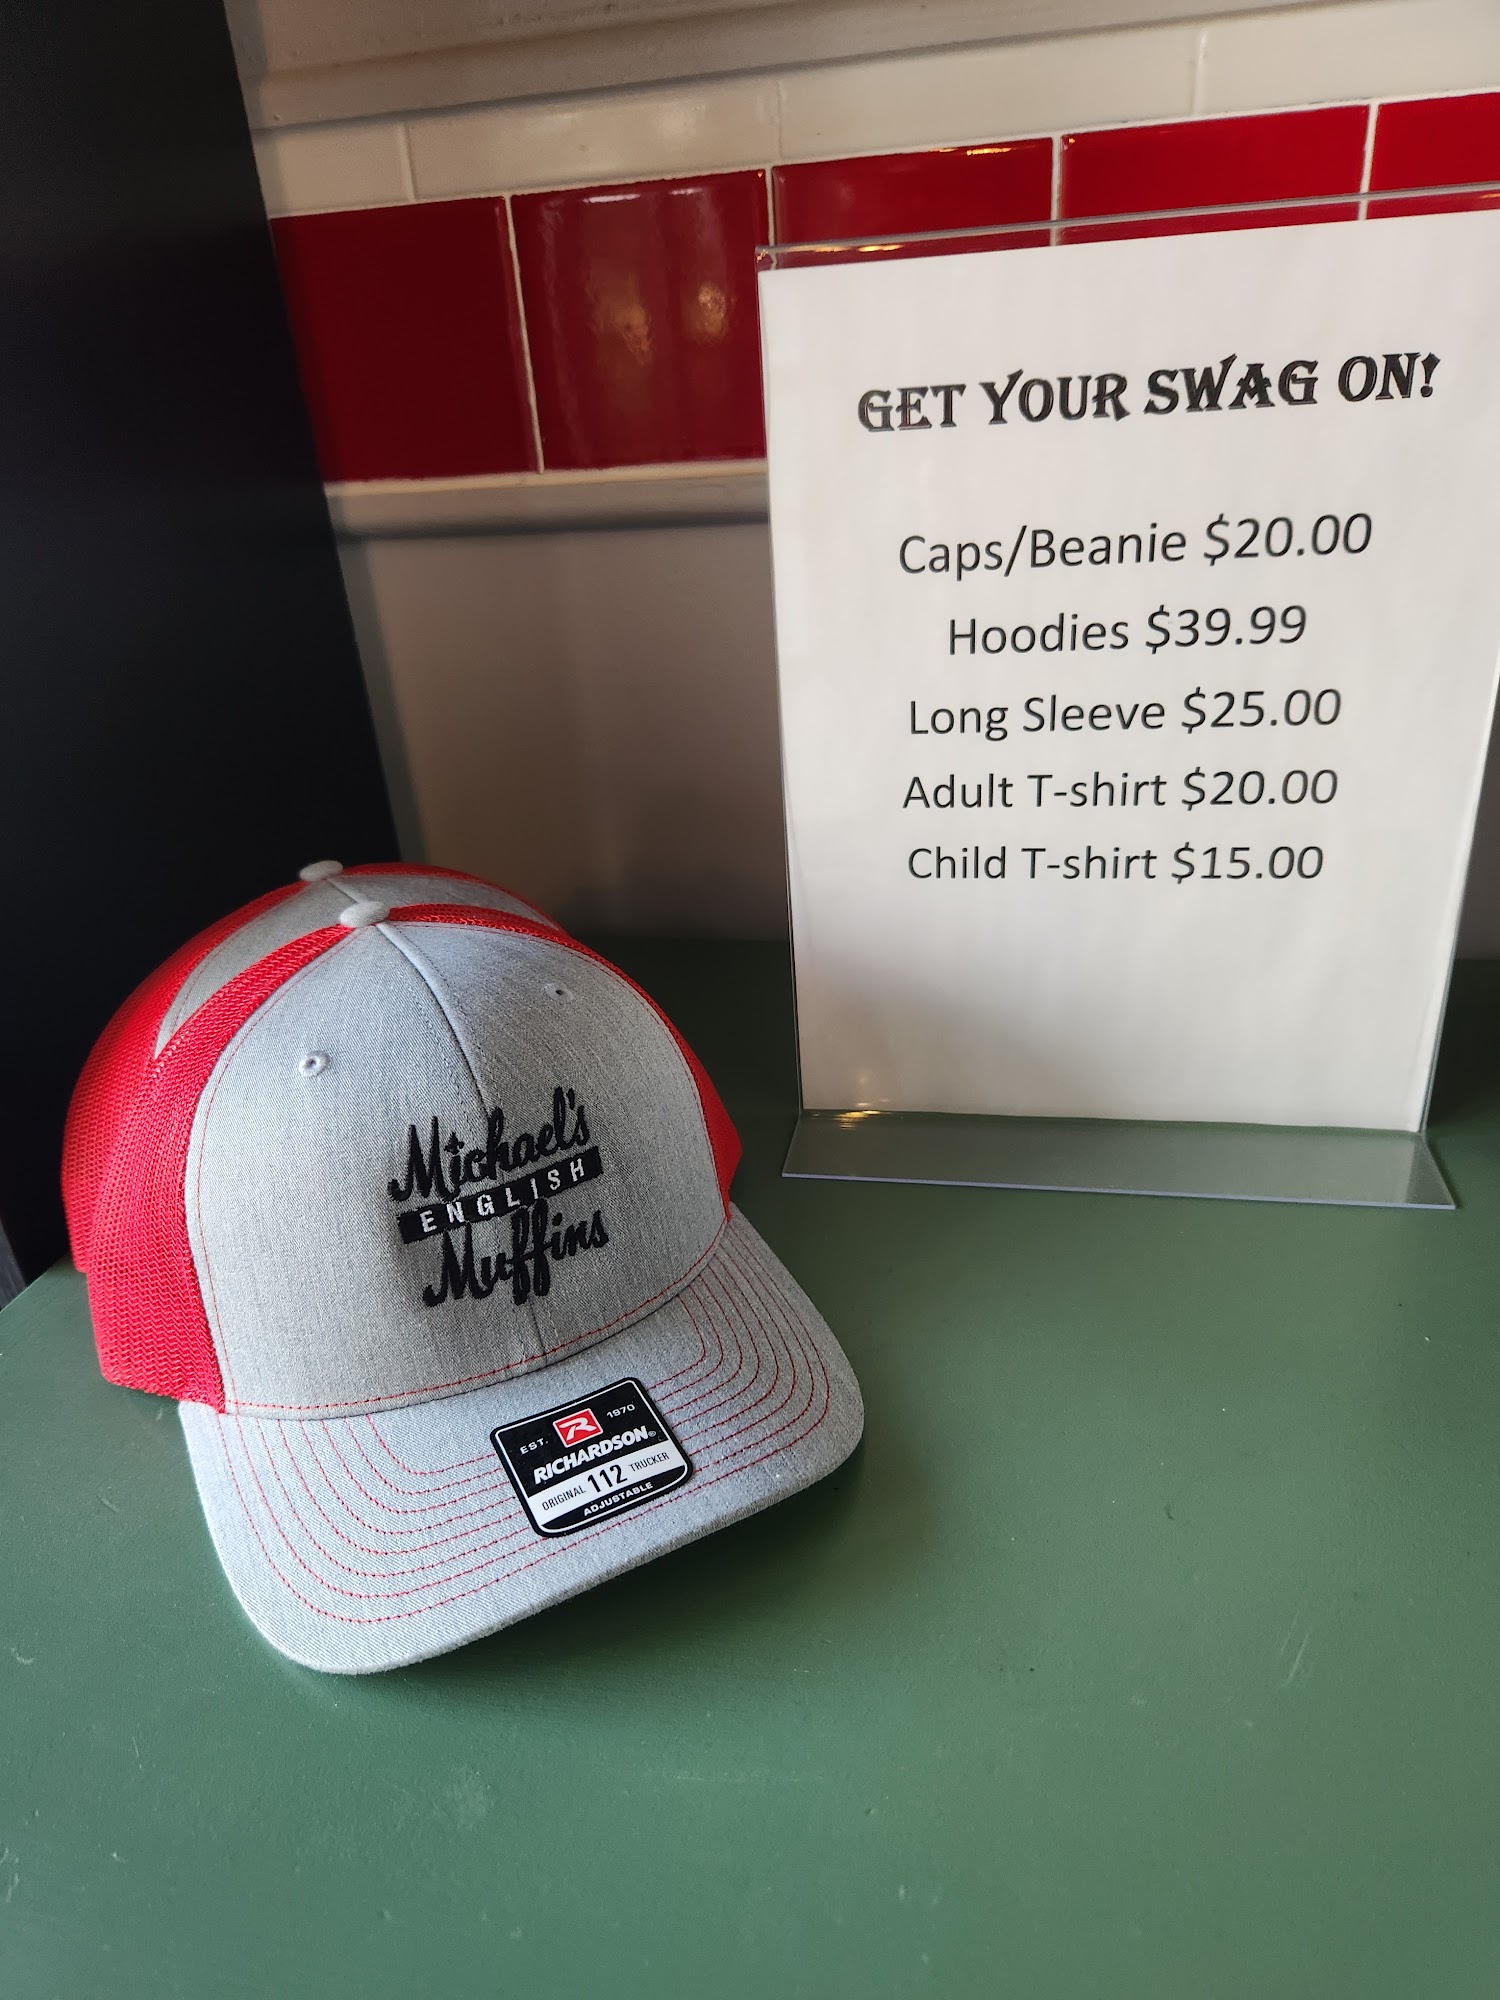 GET YOUR SWAG ON!
Caps/Beanie $20.00
Hoodies $39.99
Long Sleeve $25.00
Adult T-shirt $20.00
Child T-shirt $15.00
Michael's
ENGLISH
Muffins
EST. R 1970
RICHARDSON®
ORIGINAL 112 TRUCKER
ADJUSTABLE